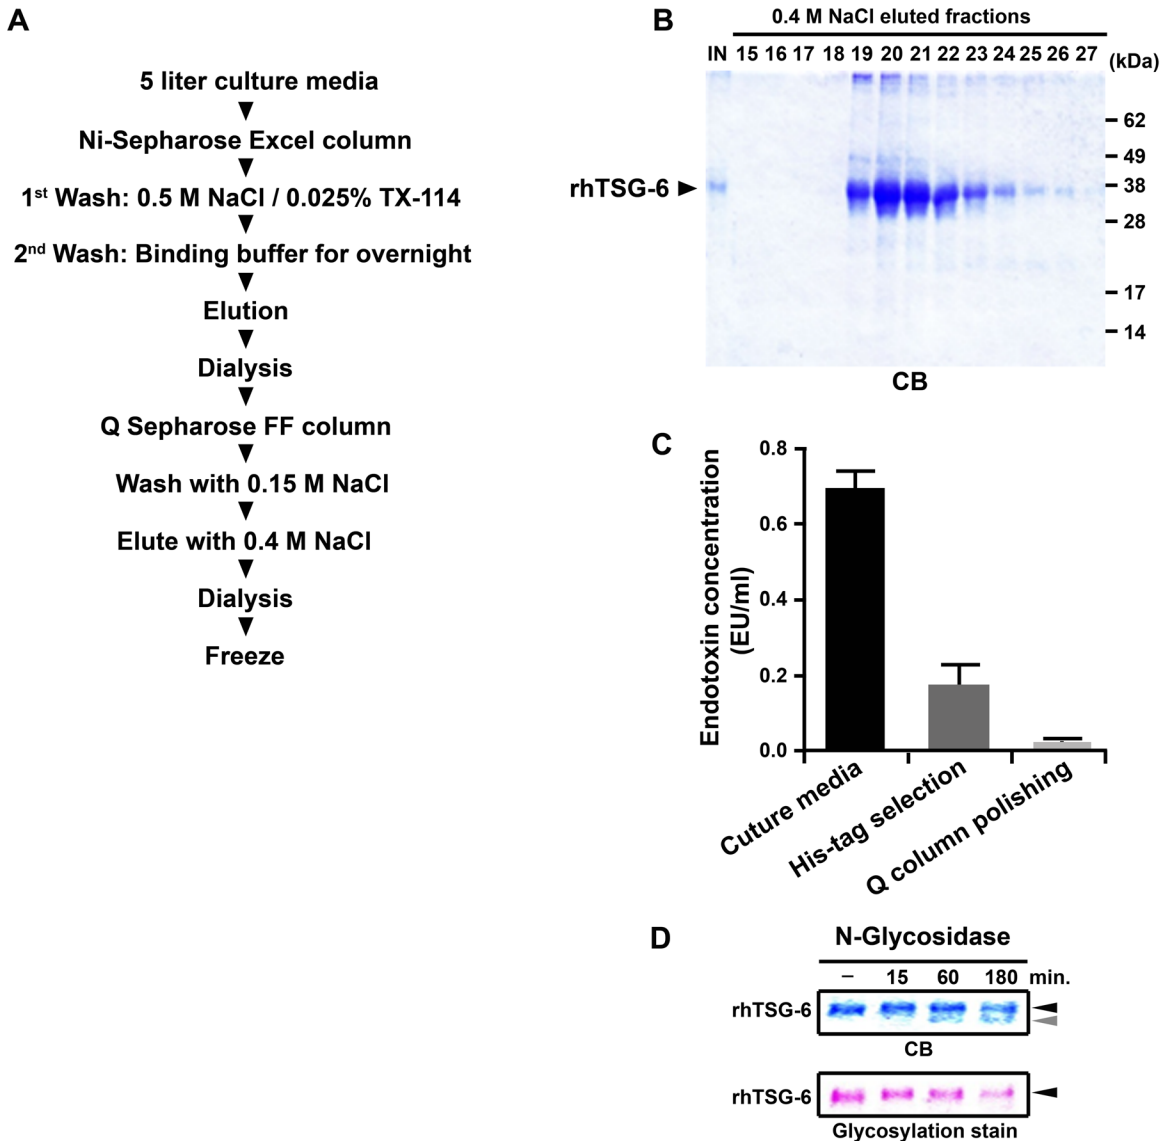 A
5 liter culture media
Ni-Sepharose Excel column
1st Wash: 0.5 M NaCl / 0.025% TX-114
2nd Wash: Binding buffer for overnight
Elution
Dialysis
Q Sepharose FF column
Wash with 0.15 M NaCl
Elute with 0.4 M NaCl
Dialysis
Freeze
B
0.4 M NaCl eluted fractions
IN 15 16 17 18 19 20 21 22 23 24 25 26 27 (kDa)
62
49
rhTSG-6
38
28
17
14
CB
C
Endotoxin concentration
(EU/ml)
0.8
0.6
0.4
0.2
0.0
Cuture media
His-tag selection
Q column polishing
D
N-Glycosidase
– 15 60 180 min.
rhTSG-6
CB
rhTSG-6
Glycosylation stain